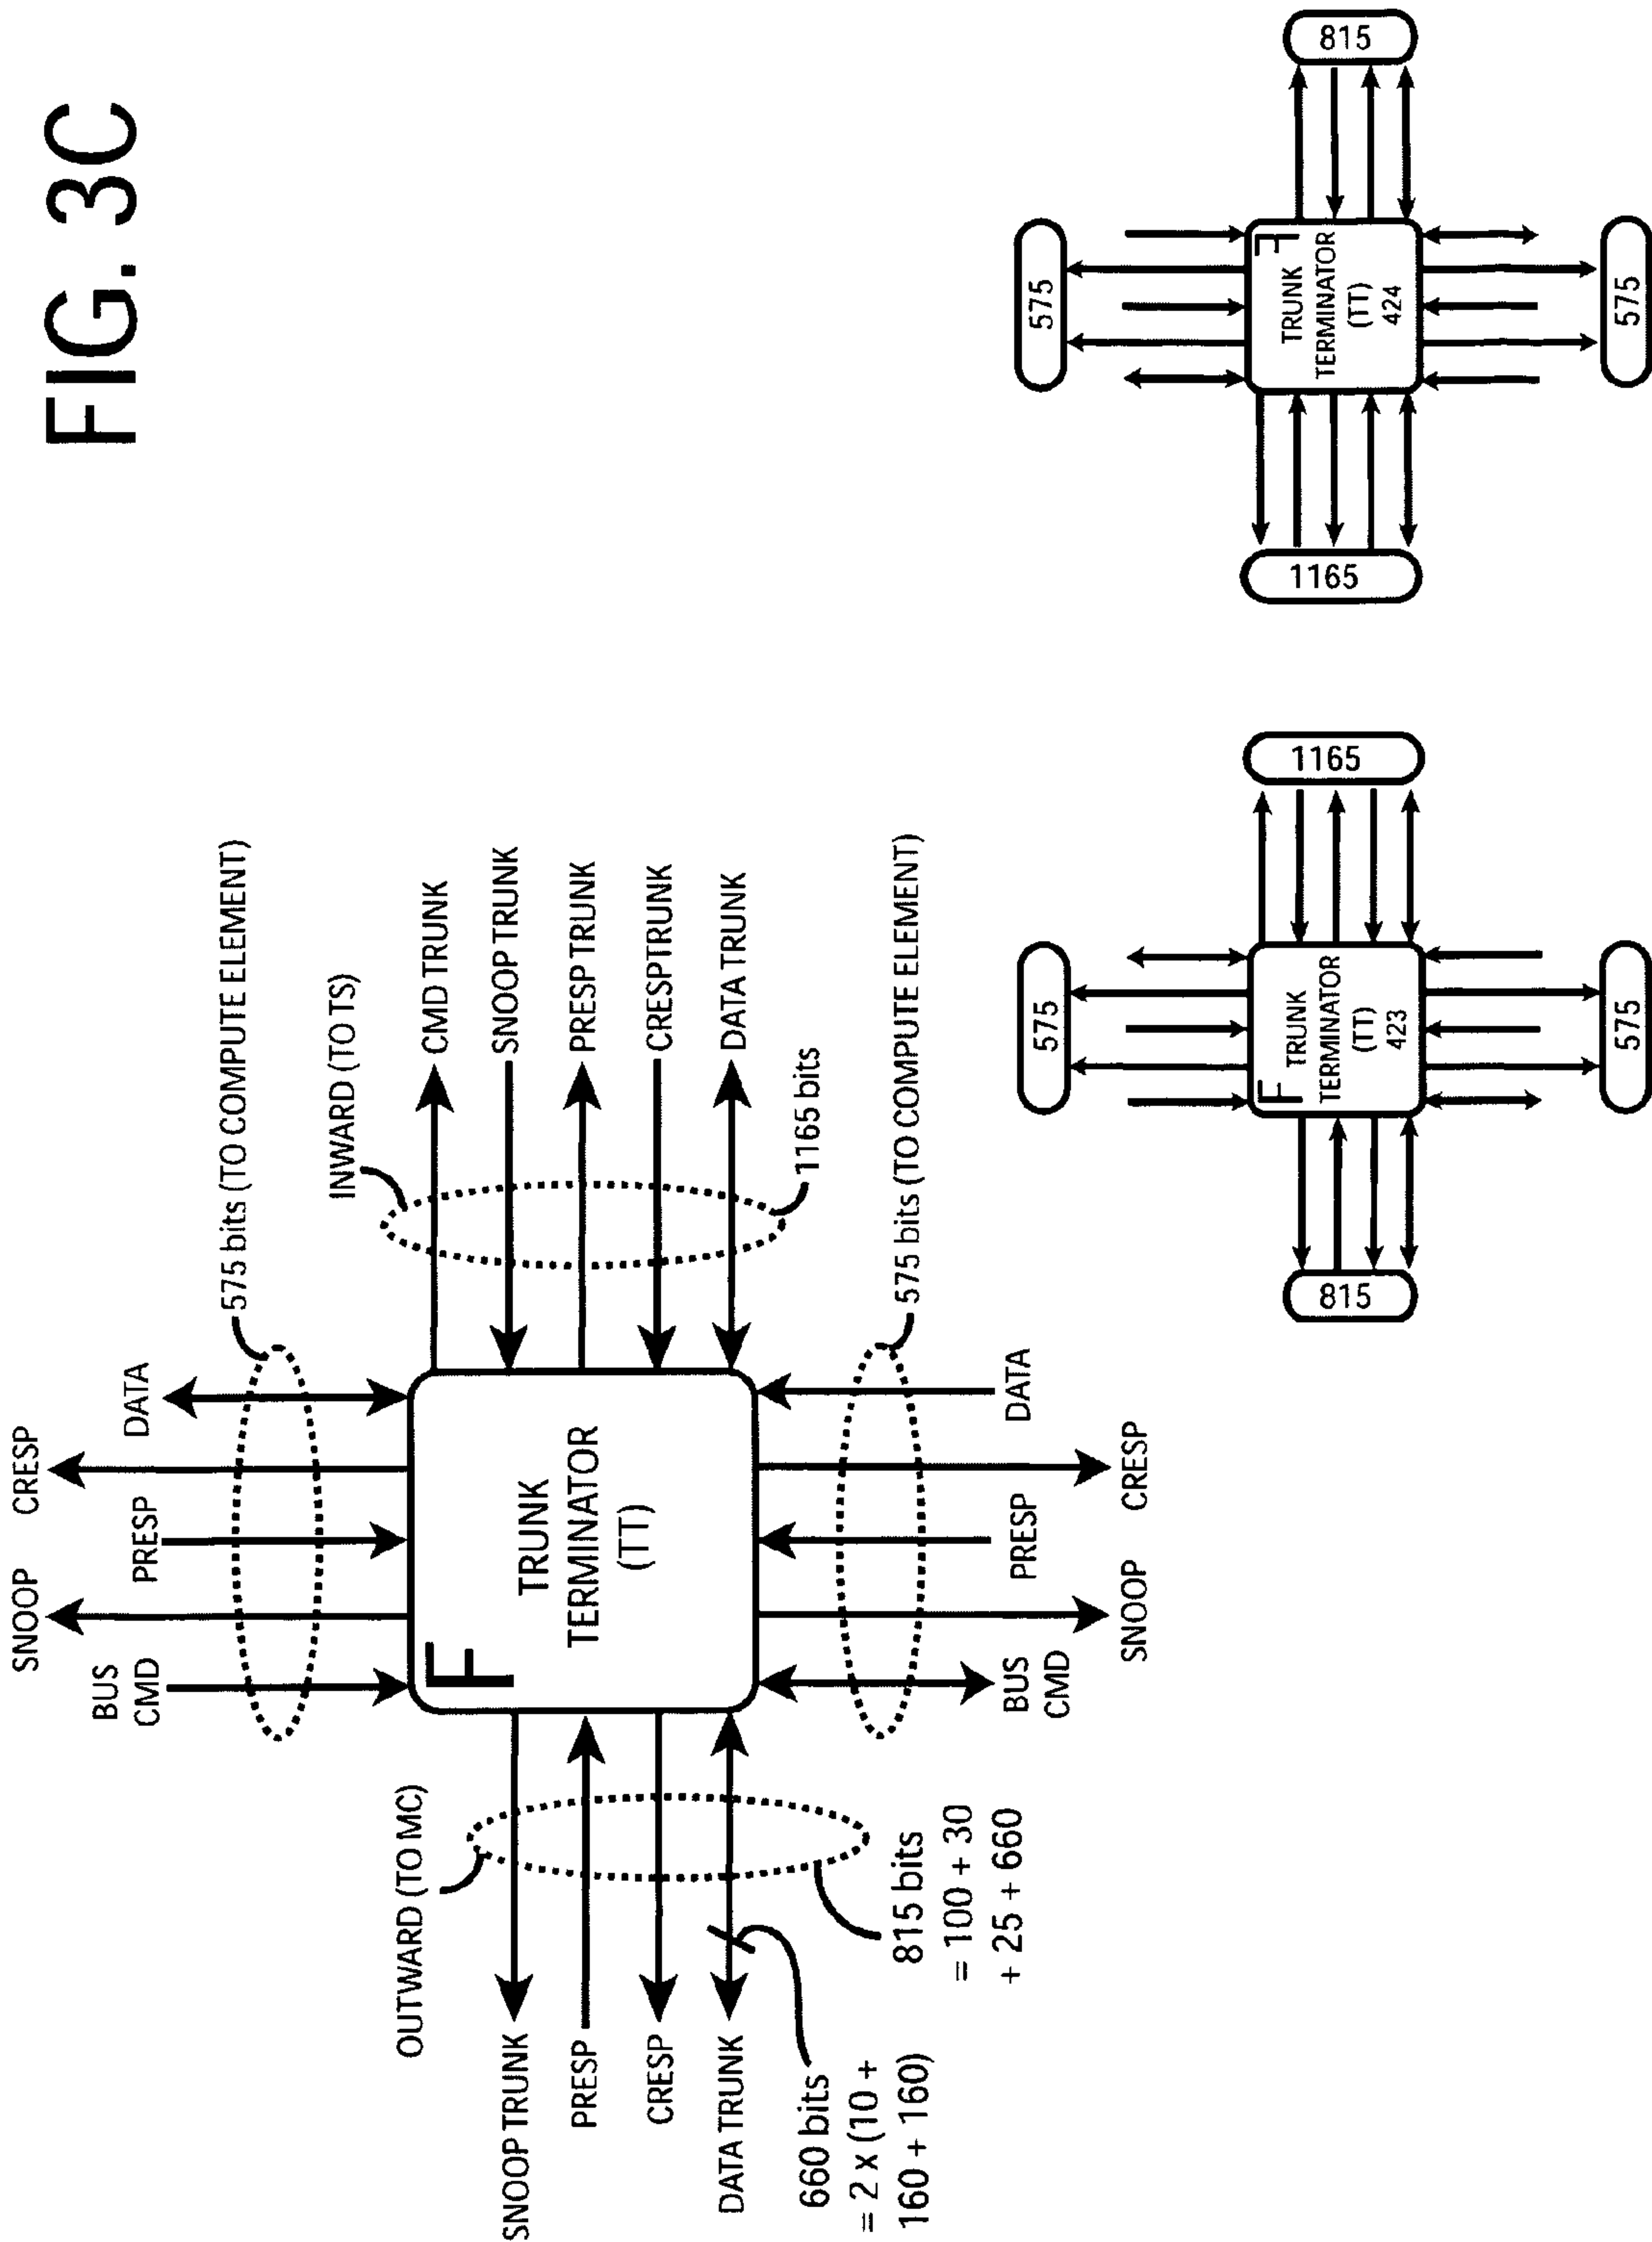 FIG. 3C
SNOOP
CRESP
BUS
CMD
PRESP
DATA
575 bits (TO COMPUTE ELEMENT)
OUTWARD (TO MC)
INWARD (TO TS)
SNOOP TRUNK
PRESP
CRESP
DATA TRUNK
660 bits
= 2 x (10 +
160 + 160)
815 bits
= 100 + 30
+ 25 + 660
F
TRUNK
TERMINATOR
(TT)
CMD TRUNK
SNOOP TRUNK
PRESP TRUNK
CRESPTRUNK
DATA TRUNK
1165 bits
575 bits (TO COMPUTE ELEMENT)
BUS
CMD
PRESP
DATA
SNOOP
CRESP
575
815
F
TRUNK
TERMINATOR
(TT)
423
1165
575
575
1165
F
TRUNK
TERMINATOR
(TT)
424
815
575